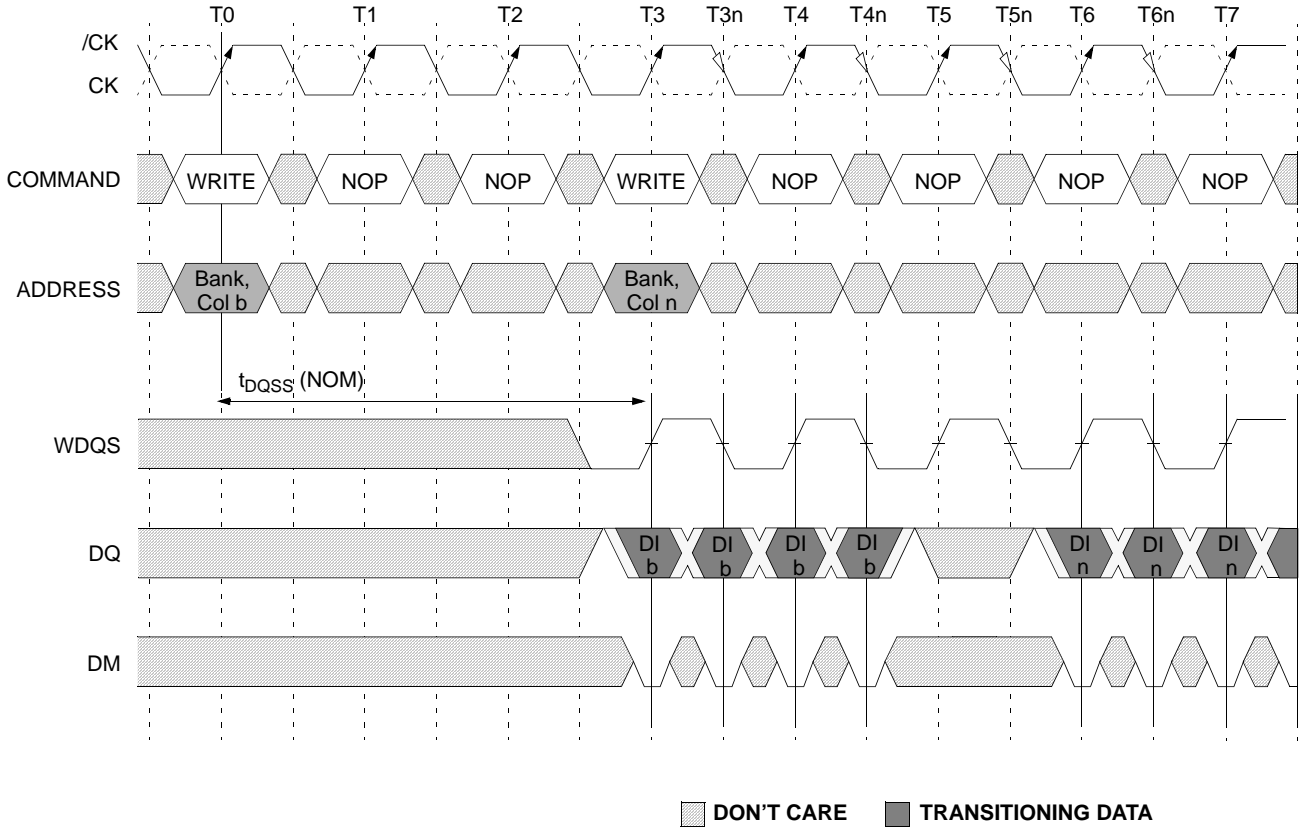 T0 T1 T2 T3 T3n T4 T4n T5 T5n T6 T6n T7
/CK
CK
COMMAND WRITE NOP NOP WRITE NOP NOP NOP NOP
ADDRESS Bank, Col b Bank, Col n
tDQSS (NOM)
WDQS
DQ DI b DI b DI b DI b DI n DI n DI n
DM
DON'T CARE TRANSITIONING DATA